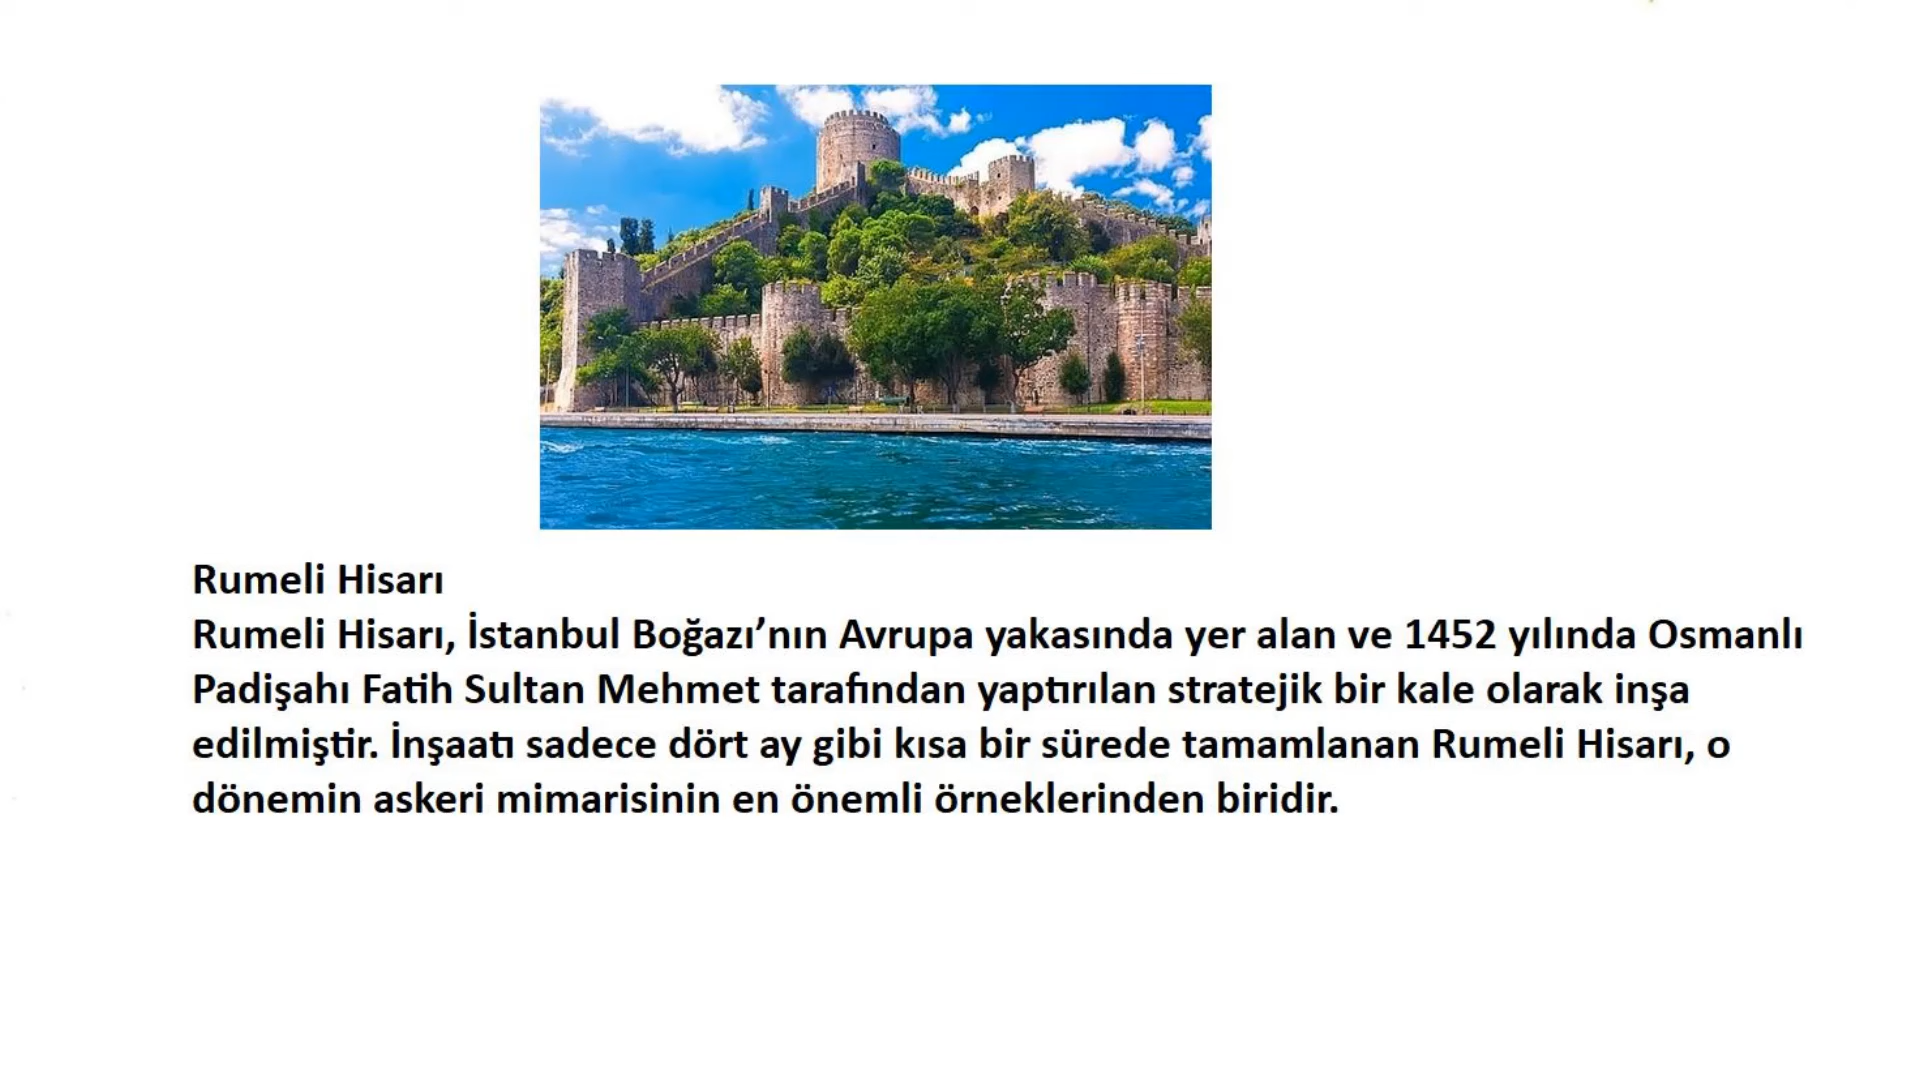 Rumeli Hisarı
Rumeli Hisarı, İstanbul Boğazı’nın Avrupa yakasında yer alan ve 1452 yılında Osmanlı
Padişahı Fatih Sultan Mehmet tarafından yaptırılan stratejik bir kale olarak inşa
edilmiştir. İnşaatı sadece dört ay gibi kısa bir sürede tamamlanan Rumeli Hisarı, o
dönemin askeri mimarisinin en önemli örneklerinden biridir.